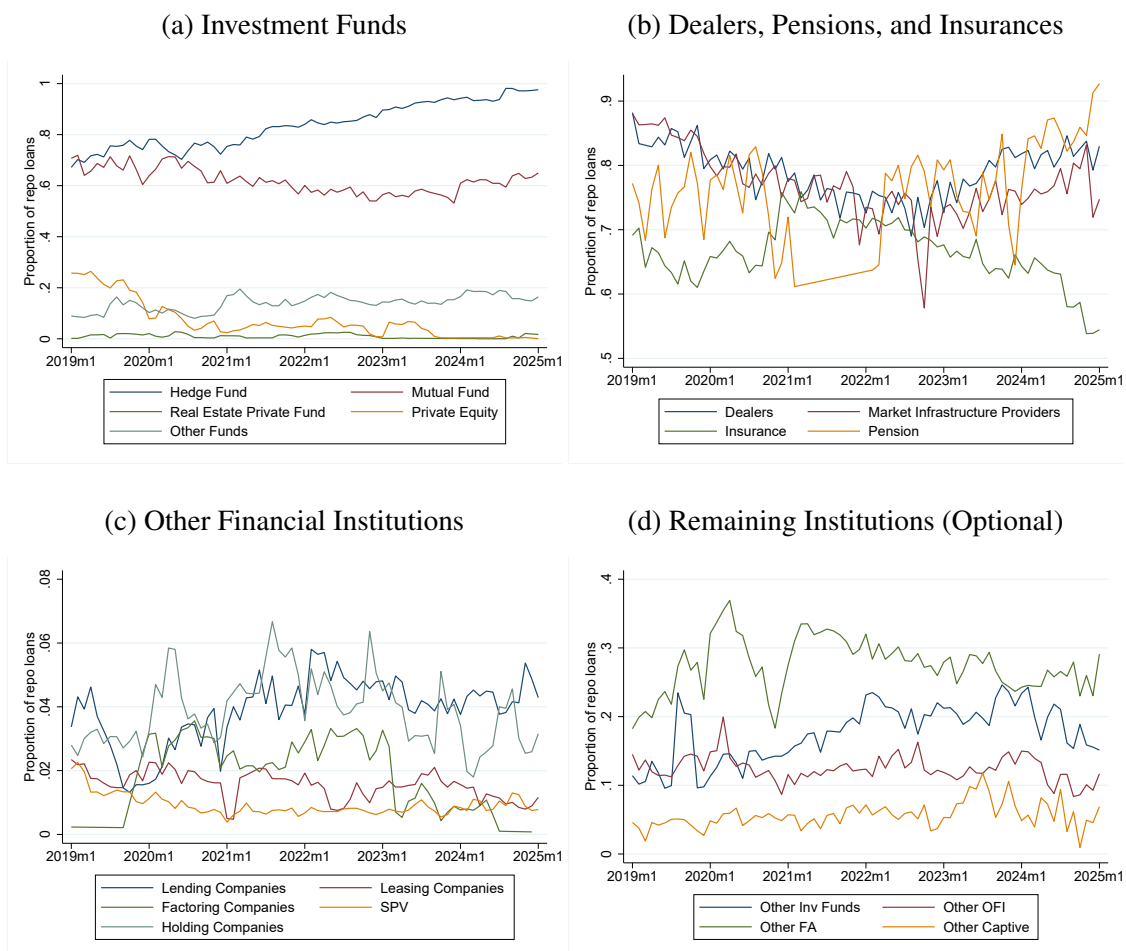 (a) Investment Funds
Proportion of repo loans
1
.8
.6
.4
.2
0
2019m1 2020m1 2021m1 2022m1 2023m1 2024m1 2025m1
Hedge Fund Mutual Fund
Real Estate Private Fund Private Equity
Other Funds
(b) Dealers, Pensions, and Insurances
Proportion of repo loans
.9
.8
.7
.6
.5
2019m1 2020m1 2021m1 2022m1 2023m1 2024m1 2025m1
Dealers Market Infrastructure Providers
Insurance Pension
(c) Other Financial Institutions
Proportion of repo loans
.08
.06
.04
.02
0
2019m1 2020m1 2021m1 2022m1 2023m1 2024m1 2025m1
Lending Companies Leasing Companies
Factoring Companies SPV
Holding Companies
(d) Remaining Institutions (Optional)
Proportion of repo loans
.4
.3
.2
.1
0
2019m1 2020m1 2021m1 2022m1 2023m1 2024m1 2025m1
Other Inv Funds Other OFI
Other FA Other Captive